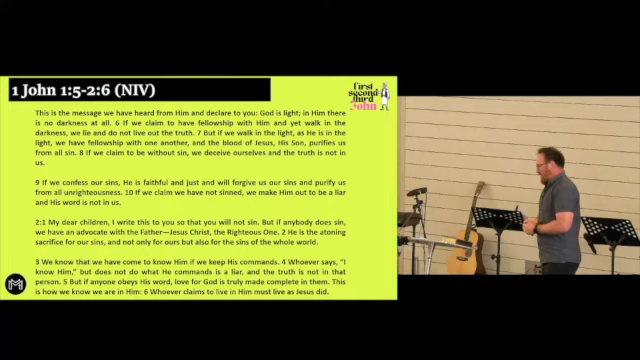 1 John 1:5-2:6 (NIV)
first
second
third
John
This is the message we have heard from Him and declare to you: God is light; in Him there
is no darkness at all. 6 If we claim to have fellowship with Him and yet walk in the
darkness, we lie and do not live out the truth. 7 But if we walk in the light, as He is in the
light, we have fellowship with one another, and the blood of Jesus, His Son, purifies us
from all sin. 8 If we claim to be without sin, we deceive ourselves and the truth is not in
us.
9 If we confess our sins, He is faithful and just and will forgive us our sins and purify us
from all unrighteousness. 10 If we claim we have not sinned, we make Him out to be a liar
and His word is not in us.
2:1 My dear children, I write this to you so that you will not sin. But if anybody does sin,
we have an advocate with the Father—Jesus Christ, the Righteous One. 2 He is the atoning
sacrifice for our sins, and not only for ours but also for the sins of the whole world.
3 We know that we have come to know Him if we keep His commands. 4 Whoever says, “I
know Him,” but does not do what He commands is a liar, and the truth is not in that
person. 5 But if anyone obeys His word, love for God is truly made complete in them. This
is how we know we are in Him: 6 Whoever claims to live in Him must live as Jesus did.
M